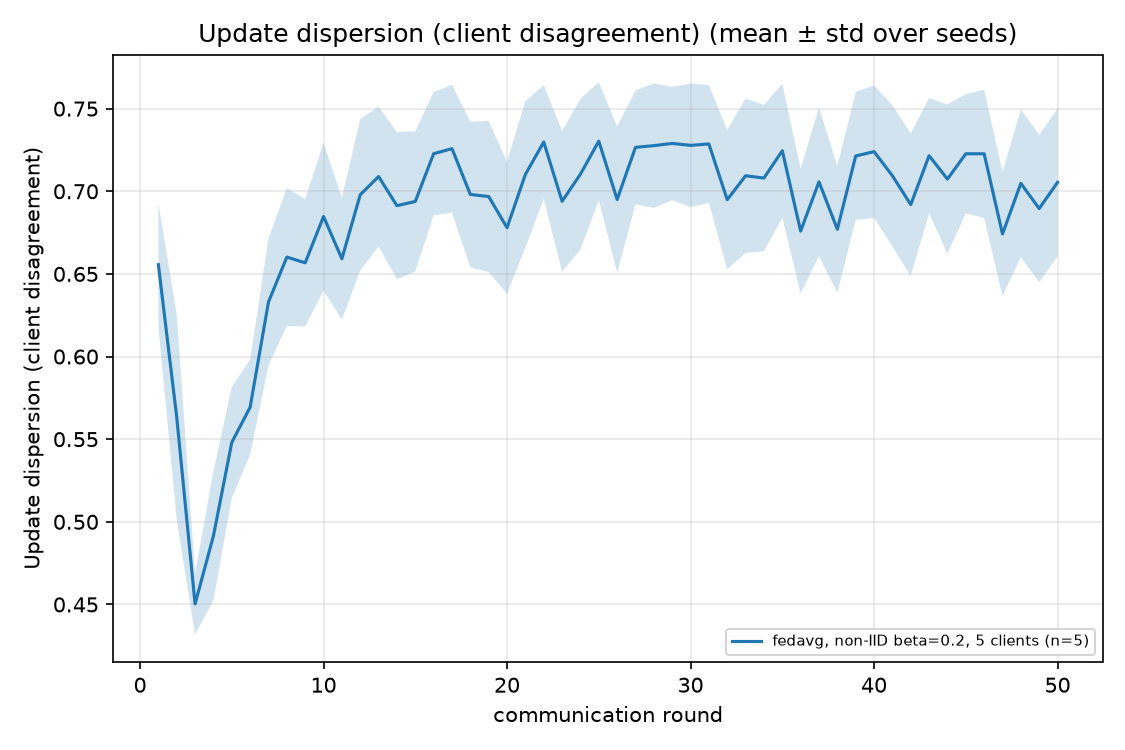 Update dispersion (client disagreement) (mean ± std over seeds)
Update dispersion (client disagreement)
0.75
0.70
0.65
0.60
0.55
0.50
0.45
fedavg, non-IID beta=0.2, 5 clients (n=5)
0 10 20 30 40 50
communication round